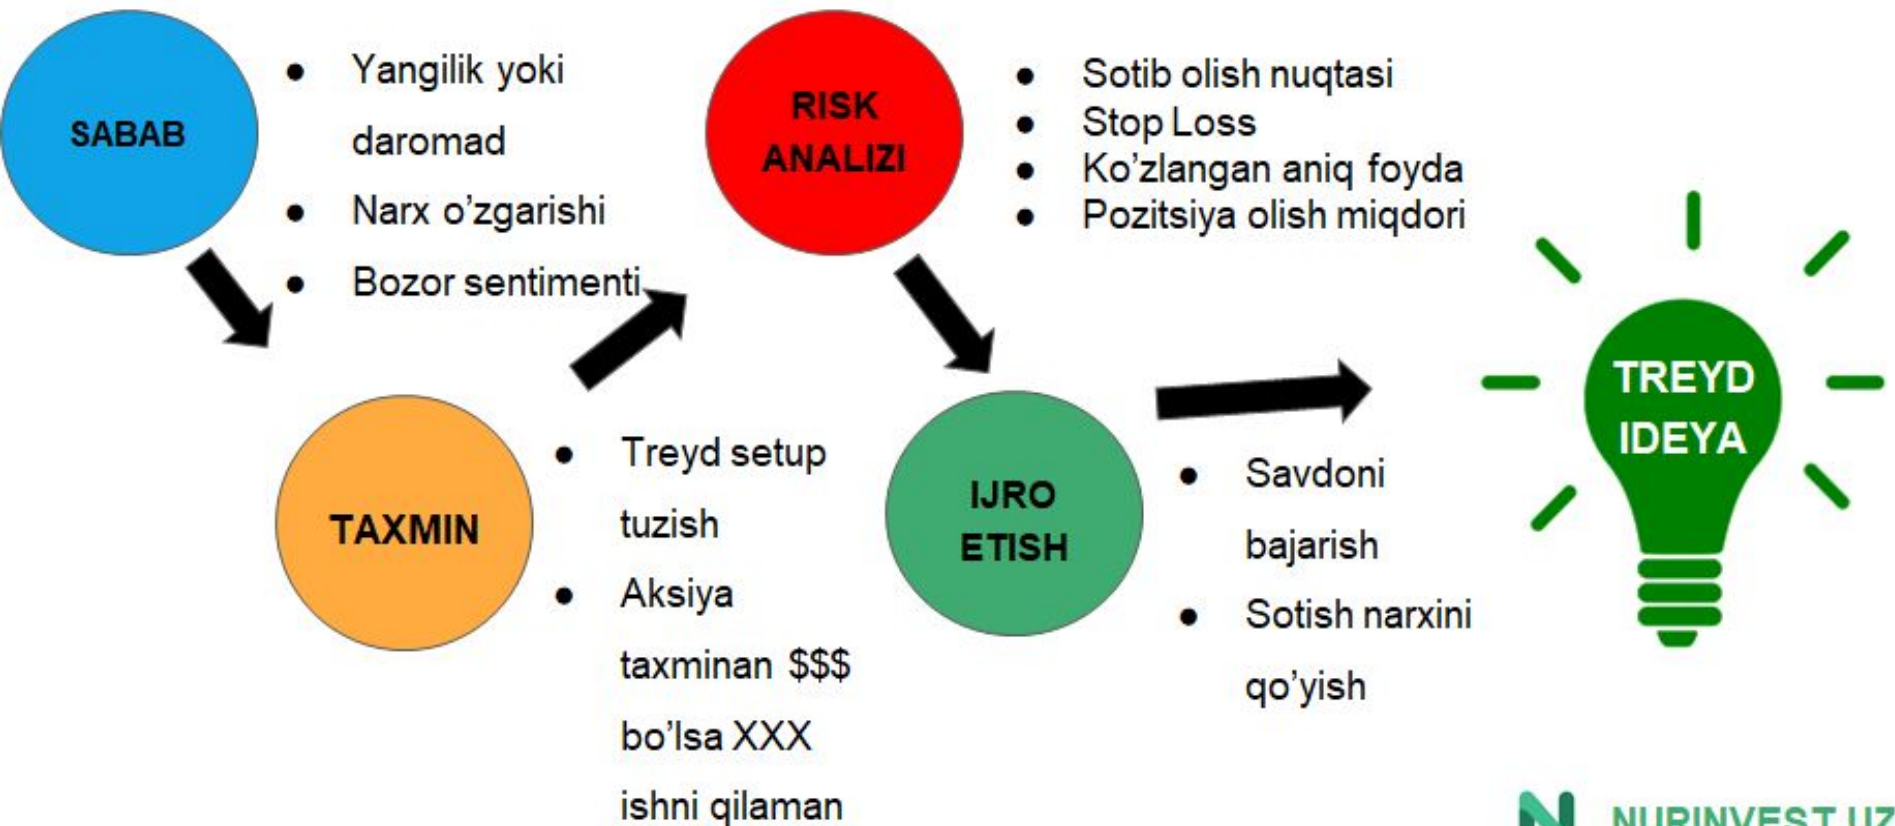 SABAB
● Yangilik yoki
daromad
● Narx o’zgarishi
● Bozor sentimenti
TAXMIN
● Treyd setup
tuzish
● Aksiya
taxminan $$$
bo’lsa XXX
ishni qilaman
RISK
ANALIZI
● Sotib olish nuqtasi
● Stop Loss
● Ko’zlangan aniq foyda
● Pozitsiya olish miqdori
IJRO
ETISH
● Savdoni
bajarish
● Sotish narxini
qo’yish
TREYD
IDEYA
NURINVEST.UZ